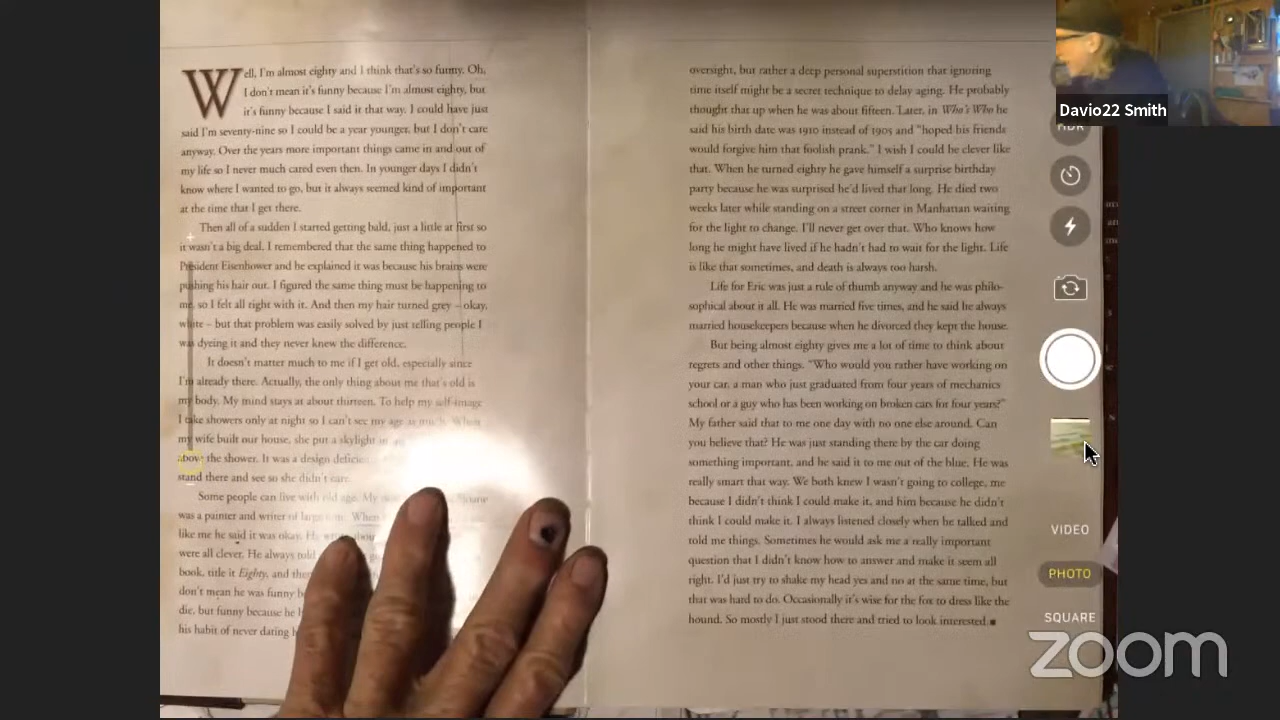 Well, I'm almost eighty and I think that's so funny. Oh,
I don't mean it's funny because I'm almost eighty, but
it's funny because I said it that way. I could have just
said I'm seventy-nine so I could be a year younger, but I don't care
anyway. Over the years more important things came in and out of
my life so I never much cared even then. In younger days I didn't
know where I wanted to go, but it always seemed kind of important
at the time that I get there.
Then all of a sudden I started getting bald, just a little at first so
it wasn't a big deal. I remembered that the same thing happened to
President Eisenhower and he explained it was because his brains were
pushing his hair out. I figured the same thing must be happening to
me, so I felt all right with it. And then my hair turned grey – okay,
white – but that problem was easily solved by just telling people I
was dyeing it and they never knew the difference.
It doesn't matter much to me if I get old, especially since
I'm already there. Actually, the only thing about me that's old is
my body. My mind stays at about thirteen. To help my self-image
I take showers only at night so I can't see my age as much. When
my wife built our house, she put a skylight in
above the shower. It was a design
stand there and see so she didn't care.
Some people can live with old age. My Sloane
was a painter and writer of When
like me he said it was okay. He wrote
were all clever. He always told
book, title it Eighty, and
don't mean he was funny
die, but funny because he
his habit of never dating
oversight, but rather a deep personal superstition that ignoring
time itself might be a secret technique to delay aging. He probably
thought that up when he was about fifteen. Later, in Who's Who he
said his birth date was 1910 instead of 1905 and "hoped his friends
would forgive him that foolish prank." I wish I could be clever like
that. When he turned eighty he gave himself a surprise birthday
party because he was surprised he'd lived that long. He died two
weeks later while standing on a street corner in Manhattan waiting
for the light to change. I'll never get over that. Who knows how
long he might have lived if he hadn't had to wait for the light. Life
is like that sometimes, and death is always too harsh.
Life for Eric was just a rule of thumb anyway and he was philo-
sophical about it all. He was married five times, and he said he always
married housekeepers because when he divorced they kept the house.
But being almost eighty gives me a lot of time to think about
regrets and other things. "Who would you rather have working on
your car, a man who just graduated from four years of mechanics
school or a guy who has been working on broken cars for four years?"
My father said that to me one day with no one else around. Can
you believe that? He was just standing there by the car doing
something important, and he said it to me out of the blue. He was
really smart that way. We both knew I wasn't going to college, me
because I didn't think I could make it, and him because he didn't
think I could make it. I always listened closely when he talked and
told me things. Sometimes he would ask me a really important
question that I didn't know how to answer and make it seem all
right. I'd just try to shake my head yes and no at the same time, but
that was hard to do. Occasionally it's wise for the fox to dress like the
hound. So mostly I just stood there and tried to look interested.
Davio22 Smith
HDR
VIDEO
PHOTO
SQUARE
zoom